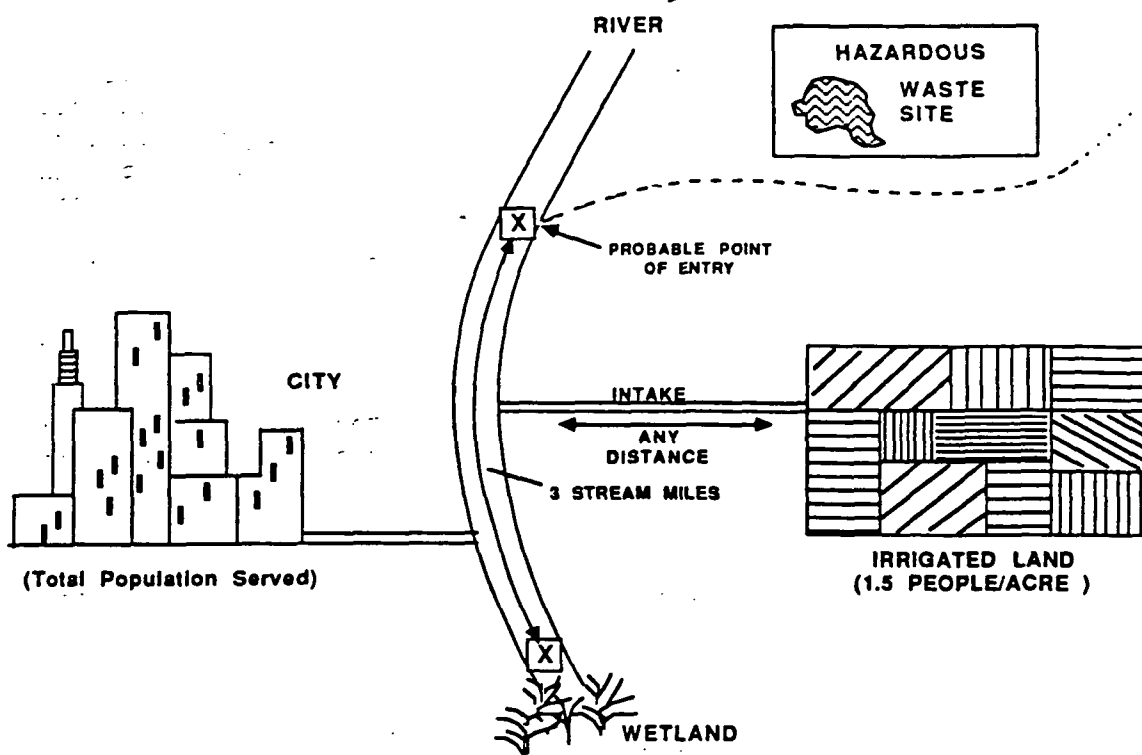 RIVER
HAZARDOUS
WASTE
SITE
X
PROBABLE POINT
OF ENTRY
CITY
INTAKE
ANY
DISTANCE
3 STREAM MILES
(Total Population Served)
IRRIGATED LAND
(1.5 PEOPLE/ACRE )
X
WETLAND